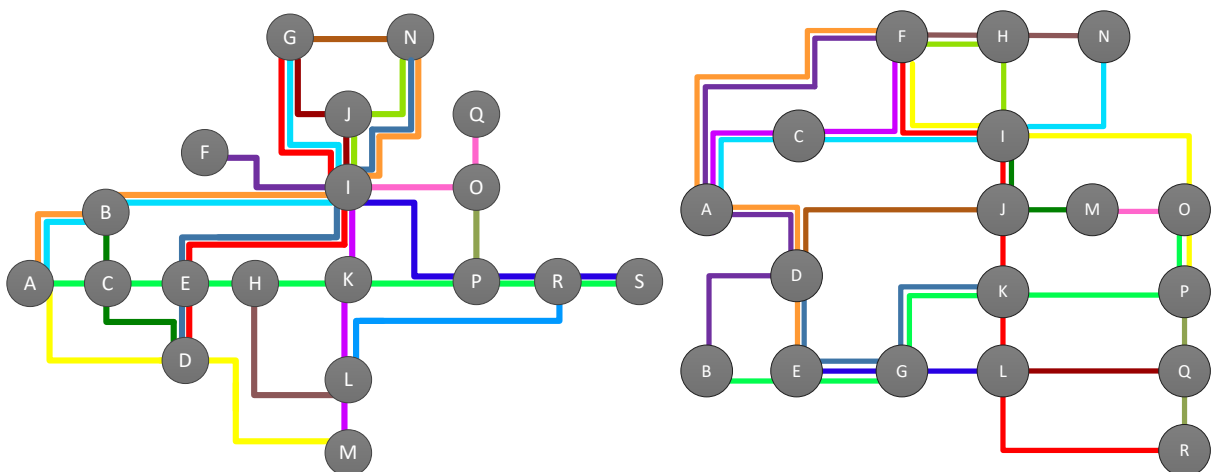 G N
J Q
F
I O
B
A C E H K P R S
D
L
M
F H N
C I
A J M O
D
K P
B E G L Q
R